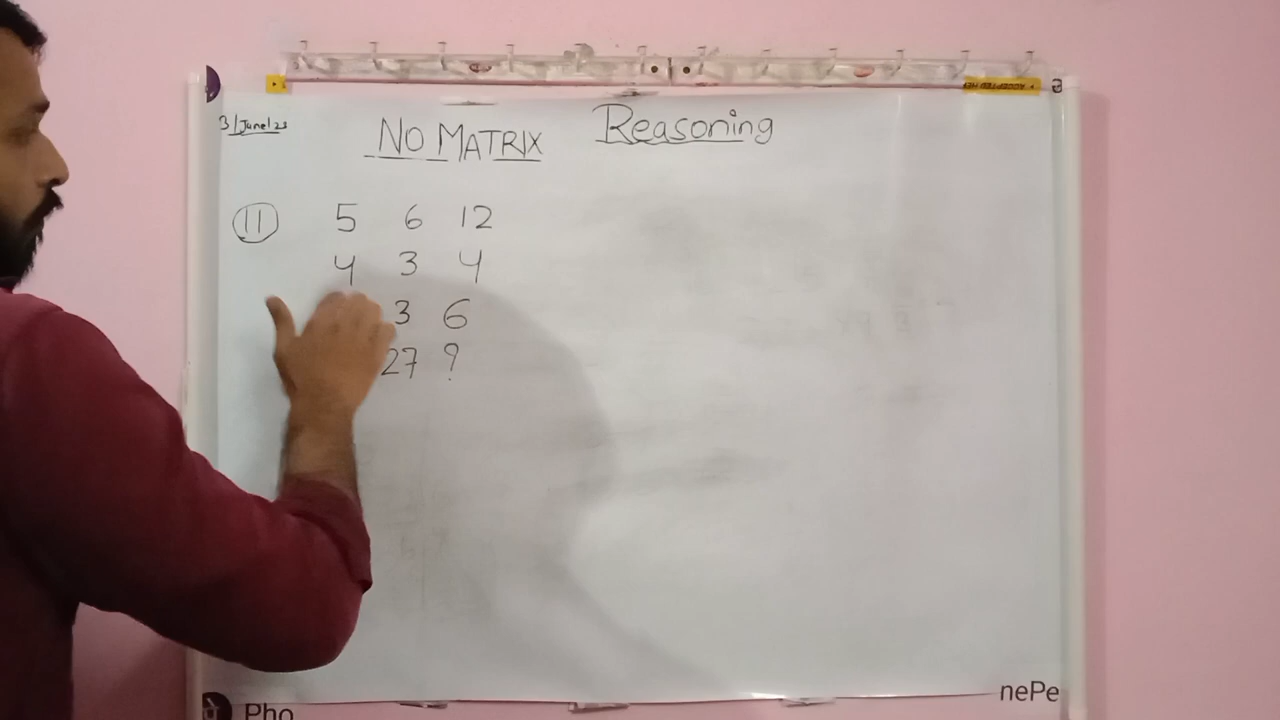 3/June/23
NO MATRIX Reasoning
11 5 6 12
4 3 4
3 6
27 ?
Pho nePe